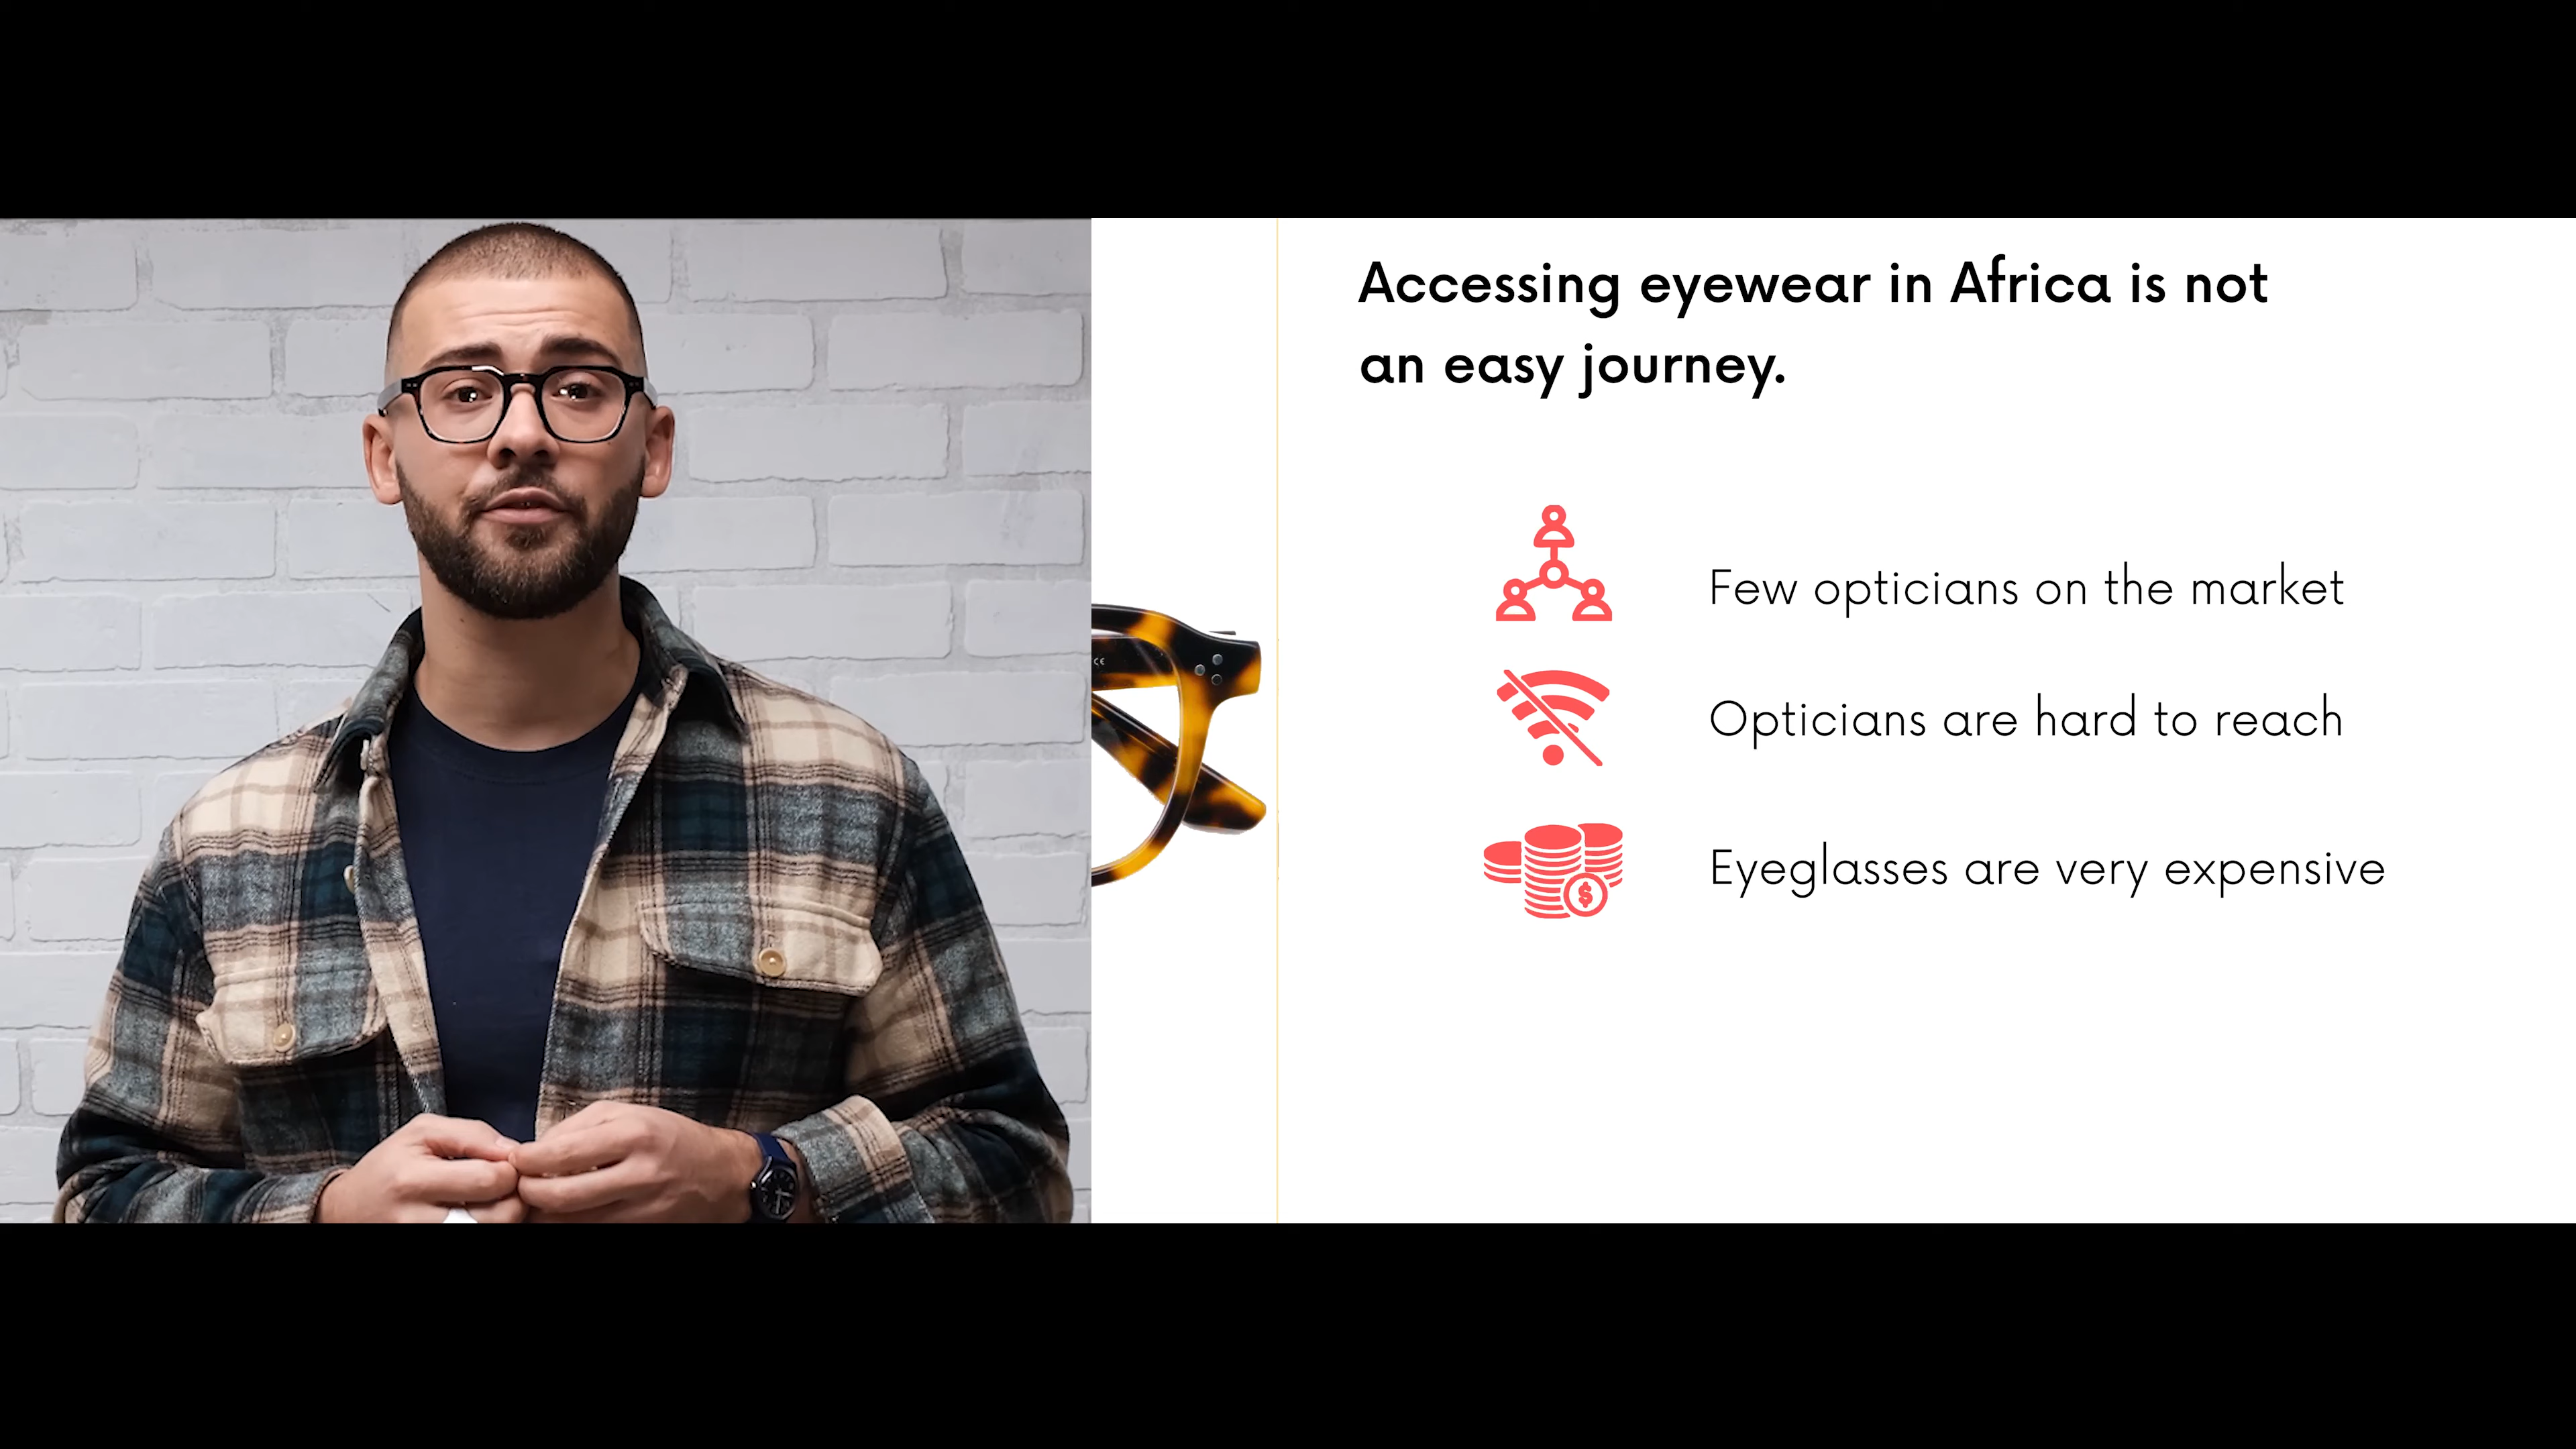 Accessing eyewear in Africa is not
an easy journey.
Few opticians on the market
Opticians are hard to reach
Eyeglasses are very expensive
$
CE